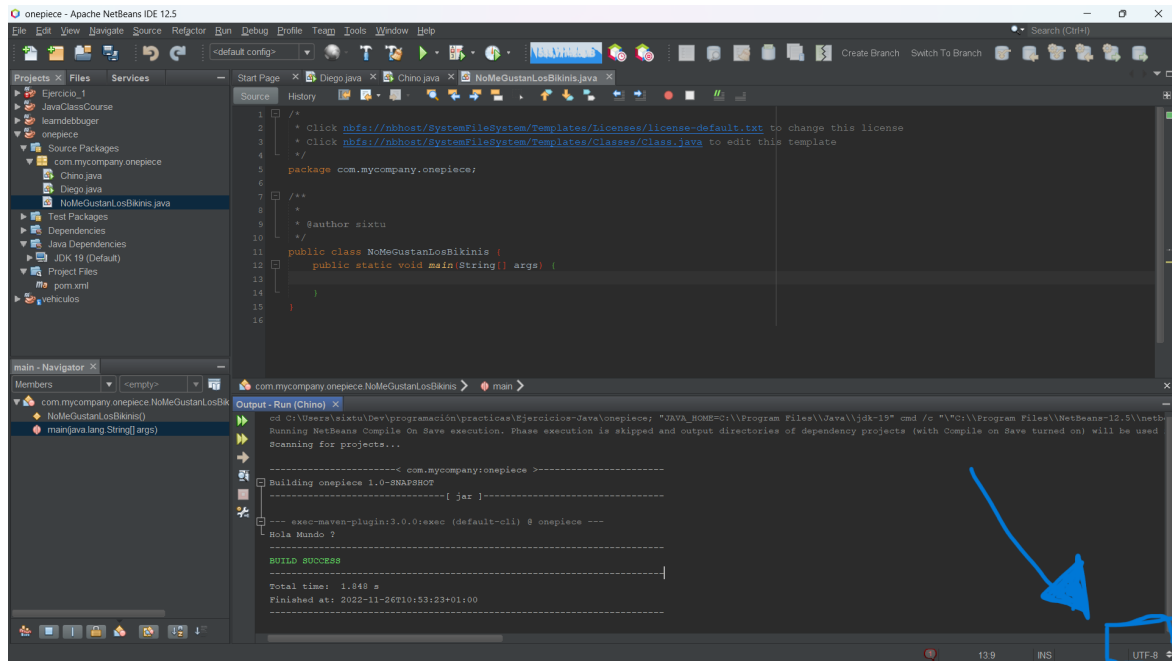 onepiece - Apache NetBeans IDE 12.5
File Edit View Navigate Source Refactor Run Debug Profile Team Tools Window Help
Search (Ctrl+I)
<default config>
Create Branch Switch To Branch
Projects Files Services
Start Page Diego.java Chino.java NoMeGustanLosBikinis.java
Source History
Ejercicio_1
JavaClassCourse
learndebbuger
onepiece
Source Packages
com.mycompany.onepiece
Chino.java
Diego.java
NoMeGustanLosBikinis.java
Test Packages
Dependencies
Java Dependencies
JDK 19 (Default)
Project Files
pom.xml
vehiculos
1 /*
2 * Click nbfs://nbhost/SystemFileSystem/Templates/Licenses/license-default.txt to change this license
3 * Click nbfs://nbhost/SystemFileSystem/Templates/Classes/Class.java to edit this template
4 */
5 package com.mycompany.onepiece;
6
7 /**
8 *
9 * @author sixtu
10 */
11 public class NoMeGustanLosBikinis {
12 public static void main(String[] args) {
13
14 }
15 }
16
com.mycompany.onepiece.NoMeGustanLosBikinis main
main - Navigator
Members <empty>
com.mycompany.onepiece.NoMeGustanLosBik
NoMeGustanLosBikinis()
main(java.lang.String[] args)
Output - Run (Chino)
cd C:\Users\sixtu\Dev\programación\practicas\Ejercicios-Java\onepiece; "JAVA_HOME=C:\\Program Files\\Java\\jdk-19" cmd /c "\"C:\\Program Files\\NetBeans-12.5\\netb
Running NetBeans Compile On Save execution. Phase execution is skipped and output directories of dependency projects (with Compile on Save turned on) will be used
Scanning for projects...
----------------------< com.mycompany:onepiece >----------------------
Building onepiece 1.0-SNAPSHOT
--------------------------------[ jar ]---------------------------------
--- exec-maven-plugin:3.0.0:exec (default-cli) @ onepiece ---
Hola Mundo ?
------------------------------------------------------------------------
BUILD SUCCESS
------------------------------------------------------------------------
Total time: 1.848 s
Finished at: 2022-11-26T10:53:23+01:00
------------------------------------------------------------------------
13:9 INS UTF-8